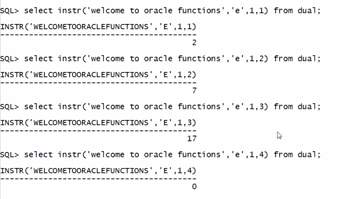 SQL> select instr('welcome to oracle functions','e',1,1) from dual;
INSTR('WELCOMETOORACLEFUNCTIONS','E',1,1)
-----------------------------------------
2
SQL> select instr('welcome to oracle functions','e',1,2) from dual;
INSTR('WELCOMETOORACLEFUNCTIONS','E',1,2)
-----------------------------------------
7
SQL> select instr('welcome to oracle functions','e',1,3) from dual;
INSTR('WELCOMETOORACLEFUNCTIONS','E',1,3)
-----------------------------------------
17
SQL> select instr('welcome to oracle functions','e',1,4) from dual;
INSTR('WELCOMETOORACLEFUNCTIONS','E',1,4)
-----------------------------------------
0